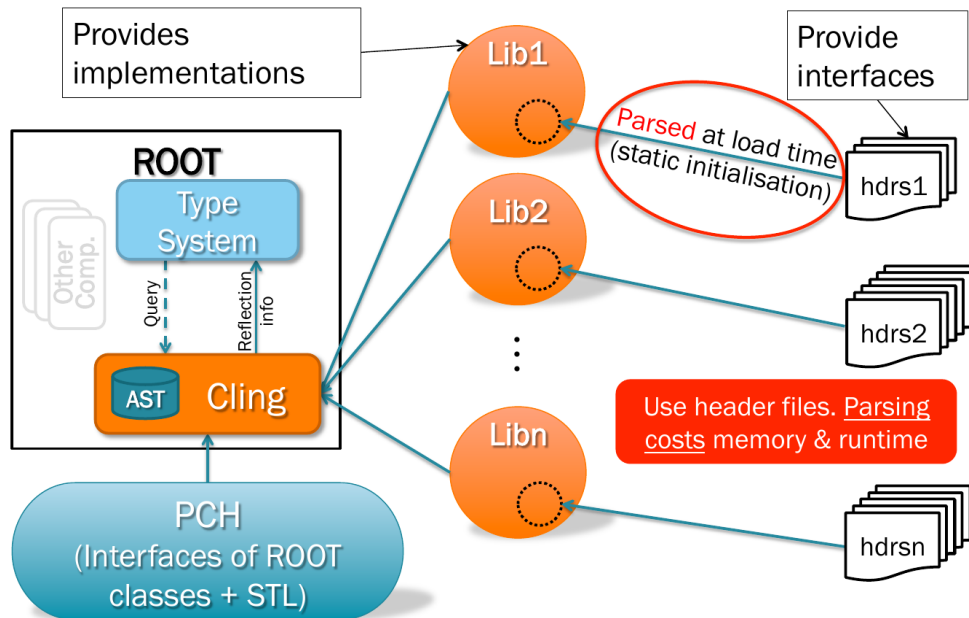 Provides
implementations
Lib1
Provide
interfaces
Parsed at load time
(static initialisation)
hdrs1
ROOT
Type
System
Other
Comp.
Query
Reflection
info
AST
Cling
Lib2
hdrs2
Use header files. Parsing
costs memory & runtime
Libn
hdrsn
PCH
(Interfaces of ROOT
classes + STL)